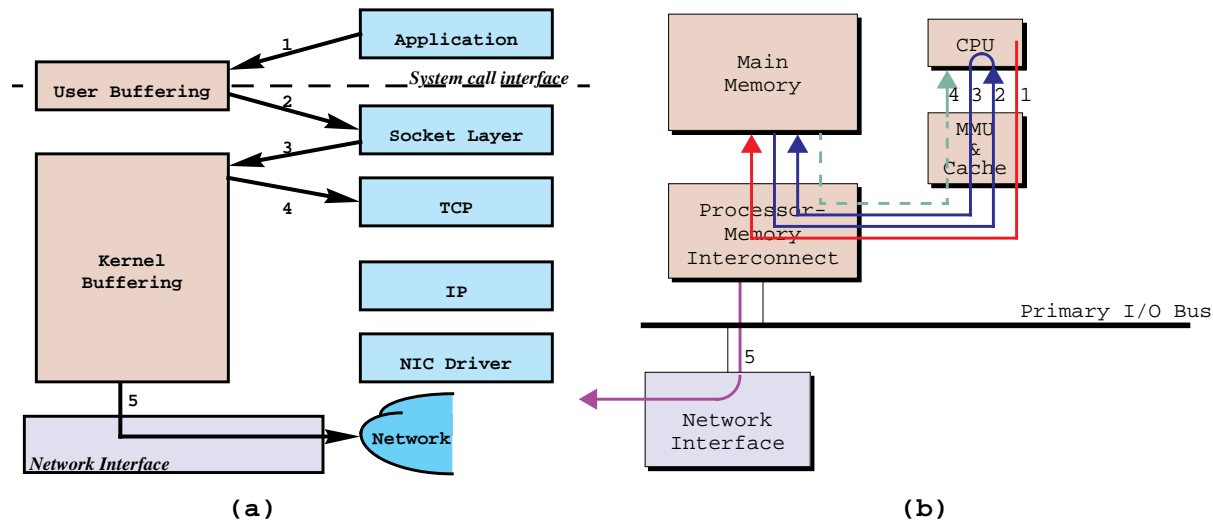 Application
1
System call interface
User Buffering
2
Socket Layer
3
TCP
4
Kernel
Buffering
IP
NIC Driver
5
Network
Network Interface
(a)
Main
Memory
CPU
4 3 2 1
MMU
&
Cache
Processor-
Memory
Interconnect
Primary I/O Bus
5
Network
Interface
(b)